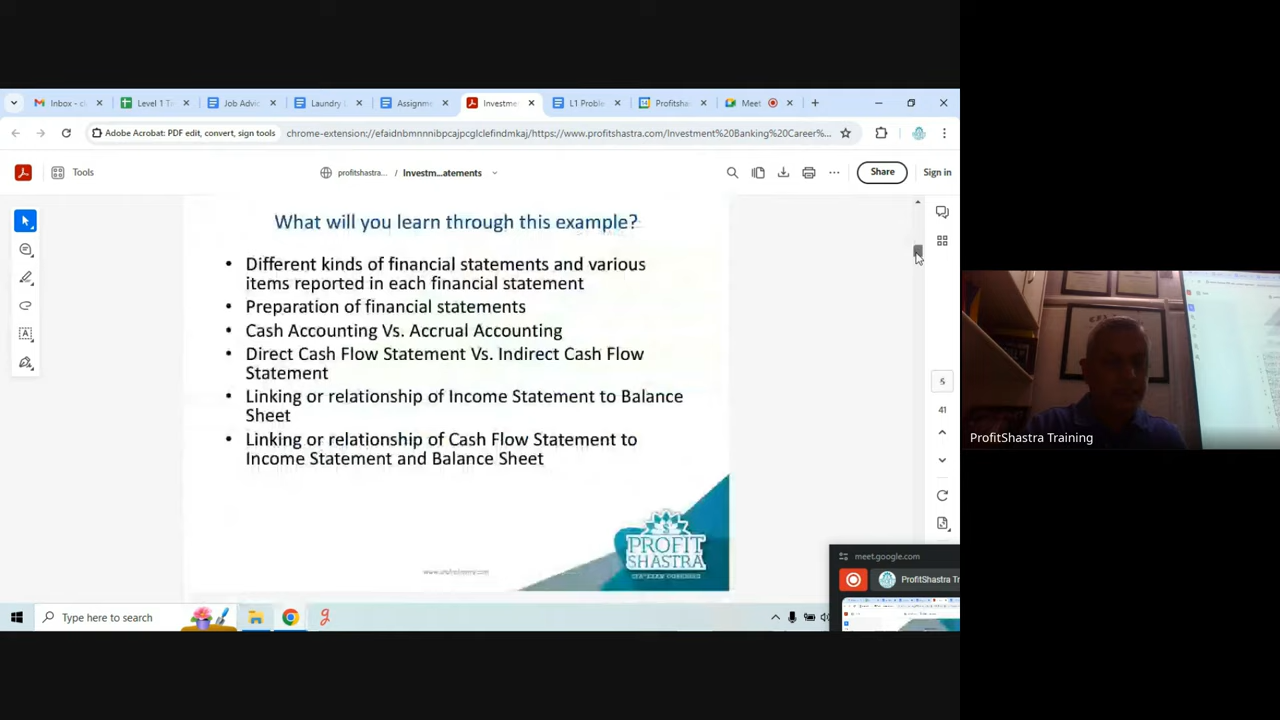 Inbox - c
Level 1 T
Job Advic
Laundry L
Assignme
Investme
L1 Proble
Profitsha
Meet
Adobe Acrobat: PDF edit, convert, sign tools
chrome-extension://efaidnbmnnnibpcajpcglclefindmkaj/https://www.profitshastra.com/Investment%20Banking%20Career%...
Tools
profitshastra...
/
Investm...atements
Share
Sign in
What will you learn through this example?
• Different kinds of financial statements and various
items reported in each financial statement
• Preparation of financial statements
• Cash Accounting Vs. Accrual Accounting
• Direct Cash Flow Statement Vs. Indirect Cash Flow
Statement
• Linking or relationship of Income Statement to Balance
Sheet
• Linking or relationship of Cash Flow Statement to
Income Statement and Balance Sheet
PROFIT
SHASTRA
5
41
ProfitShastra Training
meet.google.com
ProfitShastra Tr
Type here to search